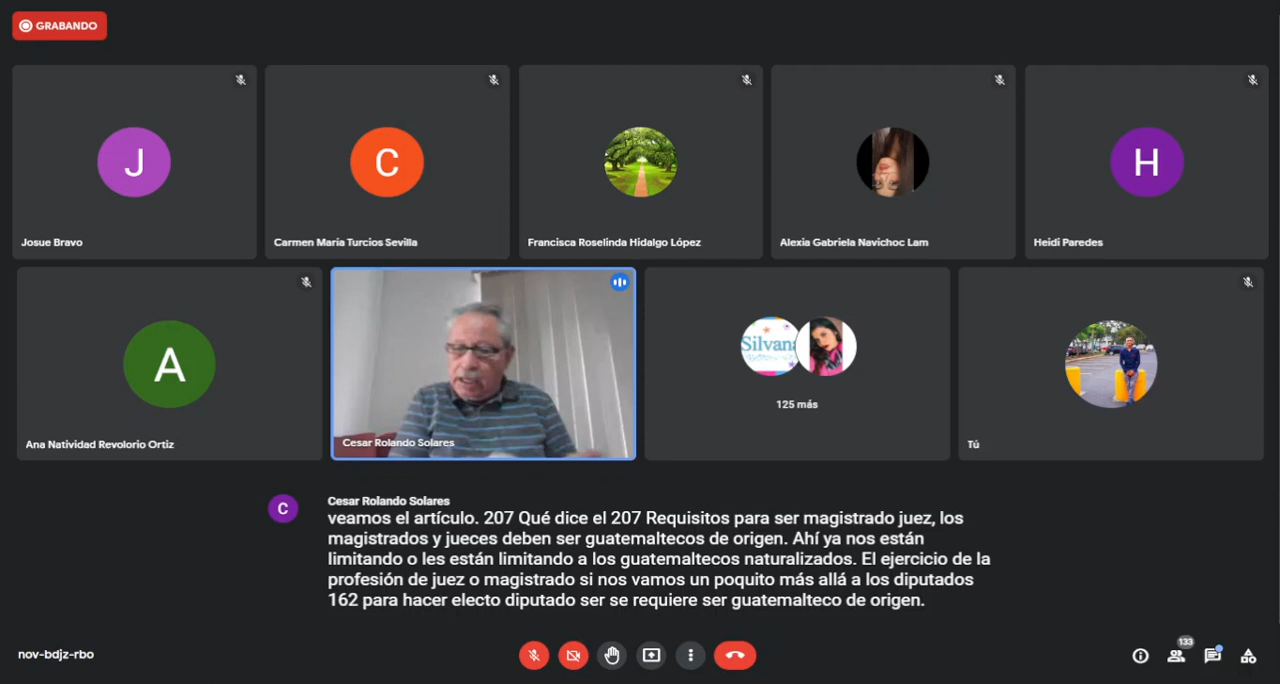 GRABANDO
J
Josue Bravo
C
Carmen María Turcios Sevilla
Francisca Roselinda Hidalgo López
Alexia Gabriela Navichoc Lam
H
Heidi Paredes
A
Ana Natividad Revolorio Ortiz
Cesar Rolando Solares
Silvana
125 más
Tú
C
Cesar Rolando Solares
veamos el artículo. 207 Qué dice el 207 Requisitos para ser magistrado juez, los
magistrados y jueces deben ser guatemaltecos de origen. Ahí ya nos están
limitando o les están limitando a los guatemaltecos naturalizados. El ejercicio de la
profesión de juez o magistrado si nos vamos un poquito más allá a los diputados
162 para hacer electo diputado ser se requiere ser guatemalteco de origen.
nov-bdjz-rbo
133